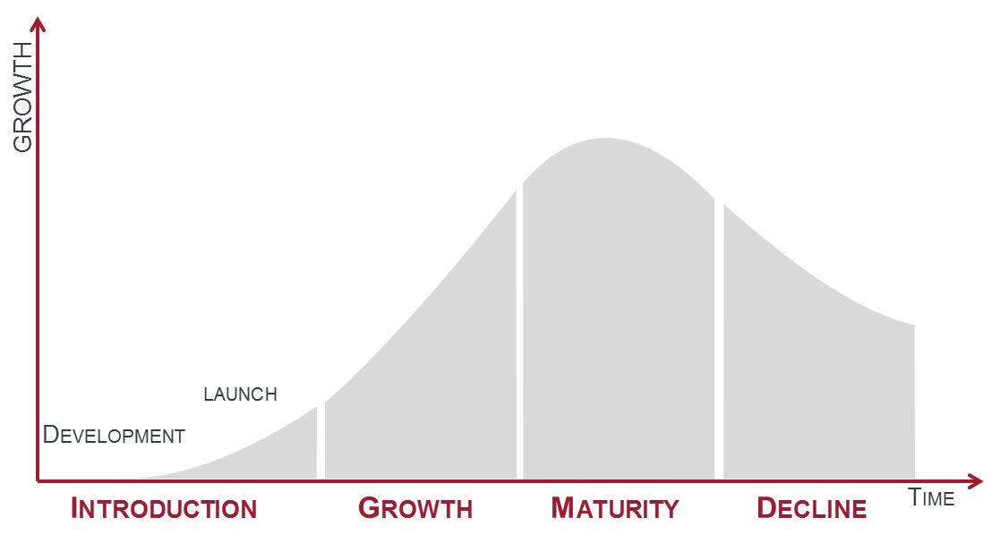 GROWTH
LAUNCH
DEVELOPMENT
INTRODUCTION
GROWTH
MATURITY
DECLINE
TIME